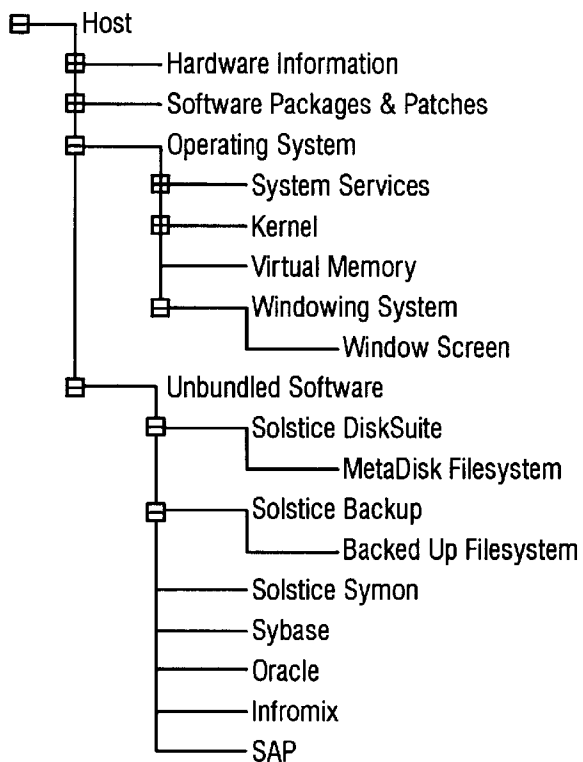 Host
Hardware Information
Software Packages & Patches
Operating System
System Services
Kernel
Virtual Memory
Windowing System
Window Screen
Unbundled Software
Solstice DiskSuite
MetaDisk Filesystem
Solstice Backup
Backed Up Filesystem
Solstice Symon
Sybase
Oracle
Infromix
SAP